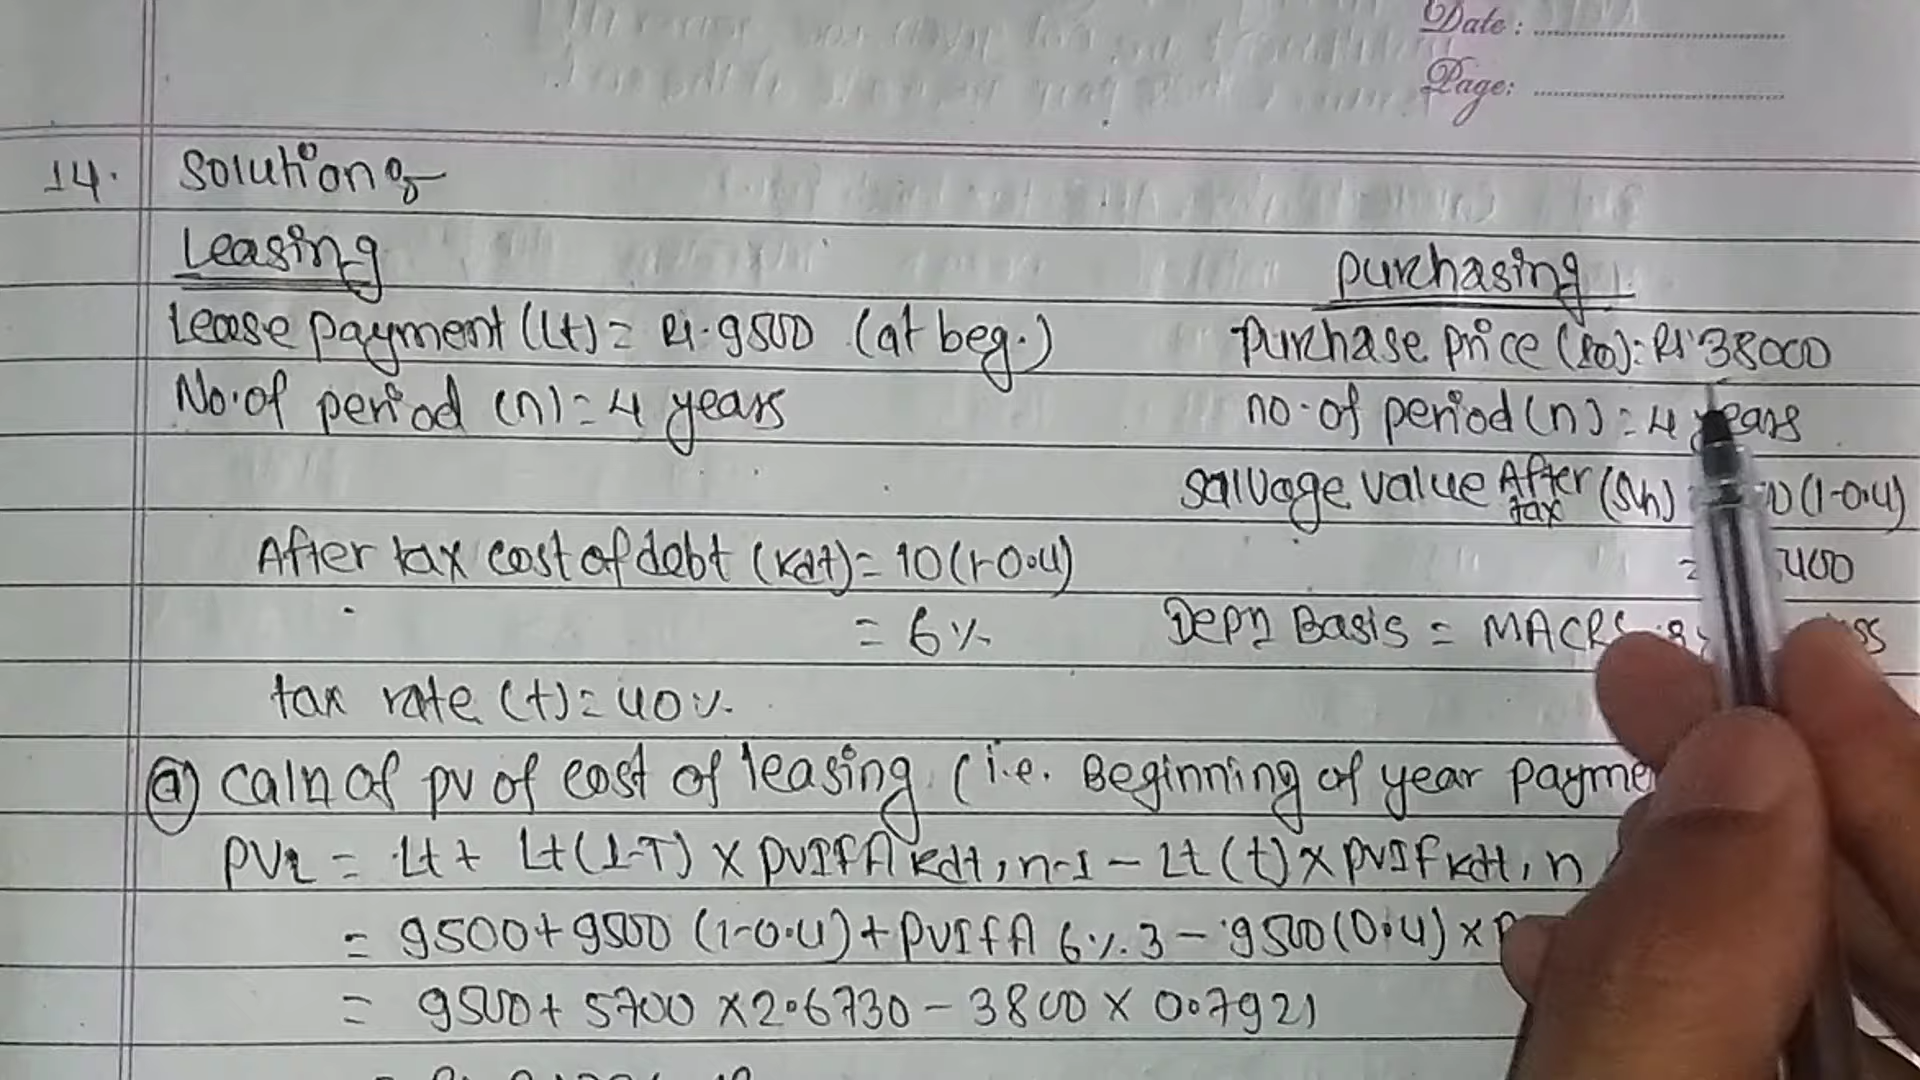 Date:
Page:
14. Solution:-
Leasing
Purchasing
Lease payment (Lt) = Rs. 9500 (at beg.)
Purchase price (P0): Rs. 38000
No. of period (n) = 4 years
no. of period (n) = 4 years
Salvage value After tax (Sn) (1-0.4)
After tax cost of debt (Kdt) = 10(1-0.4)
= 400
= 6%
Depn Basis = MACRS
tax rate (t) = 40%.
(a) Caln of pv of cost of leasing (i.e. Beginning of year
PVL = Lt + Lt(1-T) x PVIFA Kdt, n-1 - Lt(t) x PVIF Kdt, n
= 9500 + 9500 (1-0.4) + PVIFA 6%. 3 - 9500(0.4) x
= 9500 + 5700 x 2.6730 - 3800 x 0.7921